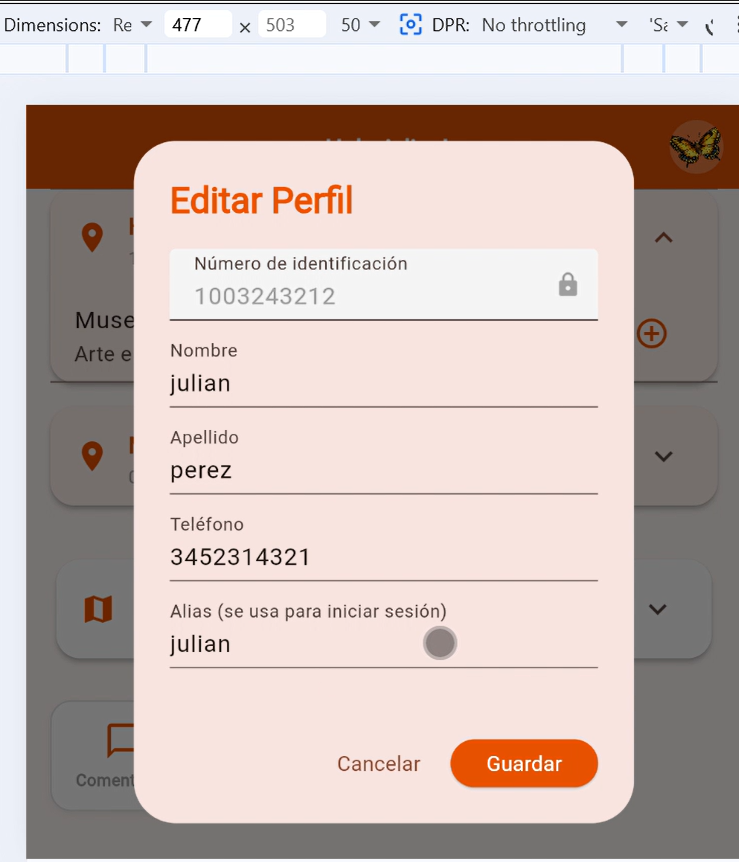 Dimensions: Re 477 × 503 50 DPR: No throttling 'Sa
Editar Perfil
Número de identificación
1003243212
Muse
Arte e
Nombre
julian
Apellido
perez
Teléfono
3452314321
Alias (se usa para iniciar sesión)
julian
Coment
Cancelar Guardar